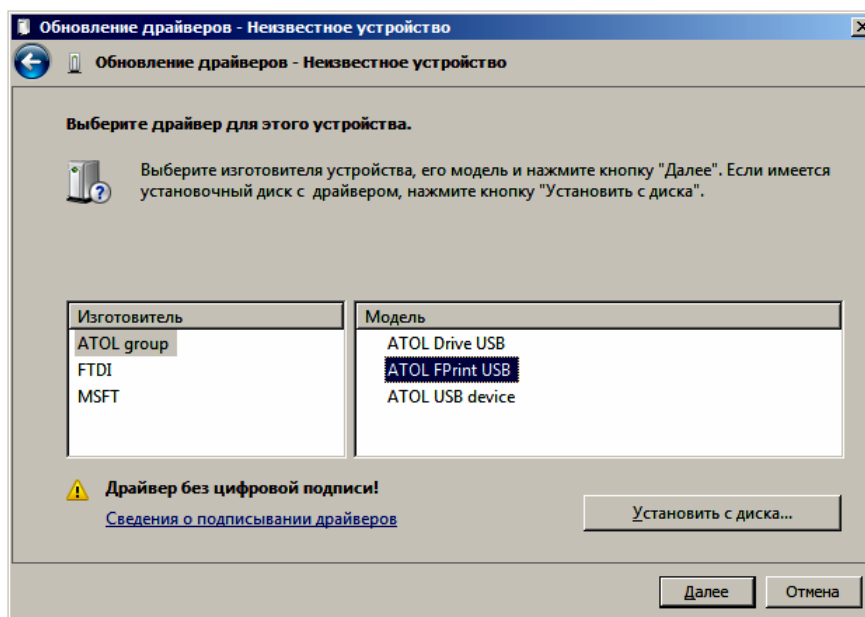 Обновление драйверов - Неизвестное устройство
Обновление драйверов - Неизвестное устройство
Выберите драйвер для этого устройства.
Выберите изготовителя устройства, его модель и нажмите кнопку "Далее". Если имеется
установочный диск с драйвером, нажмите кнопку "Установить с диска".
Изготовитель
ATOL group
FTDI
MSFT
Модель
ATOL Drive USB
ATOL FPrint USB
ATOL USB device
Драйвер без цифровой подписи!
Сведения о подписывании драйверов
Установить с диска...
Далее
Отмена